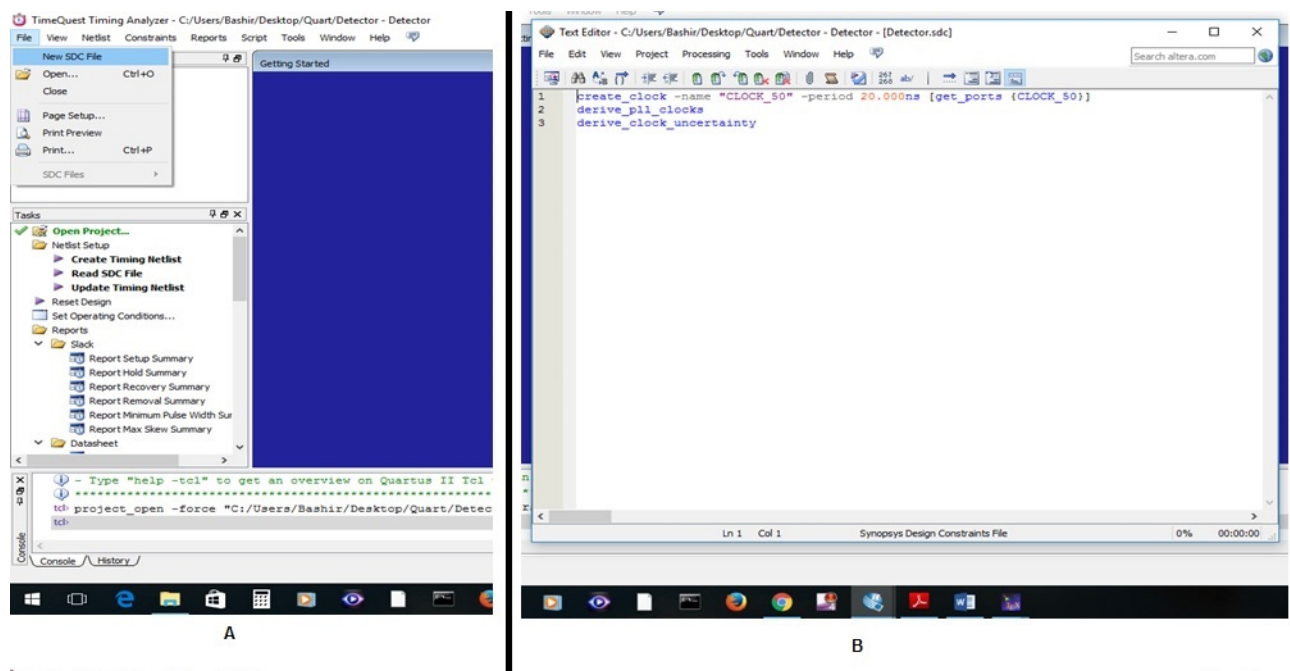 TimeQuest Timing Analyzer - C:/Users/Bashir/Desktop/Quart/Detector - Detector
File View Netlist Constraints Reports Script Tools Window Help
New SDC File
Open... Ctrl+O
Close
Page Setup...
Print Preview
Print... Ctrl+P
SDC Files
Getting Started
Tasks
Open Project...
Netlist Setup
Create Timing Netlist
Read SDC File
Update Timing Netlist
Reset Design
Set Operating Conditions...
Reports
Slack
Report Setup Summary
Report Hold Summary
Report Recovery Summary
Report Removal Summary
Report Minimum Pulse Width Sur
Report Max Skew Summary
Datasheet
- Type "help -tcl" to get an overview on Quartus II Tcl
*****************************************************
tcl> project_open -force "C:/Users/Bashir/Desktop/Quart/Detec
tcl>
Console
Console History
A
Text Editor - C:/Users/Bashir/Desktop/Quart/Detector - Detector - [Detector.sdc]
File Edit View Project Processing Tools Window Help
Search altera.com
267
268
ab/
1 create_clock -name "CLOCK_50" -period 20.000ns [get_ports {CLOCK_50}]
2 derive_pll_clocks
3 derive_clock_uncertainty
Ln 1 Col 1 Synopsys Design Constraints File 0% 00:00:00
B